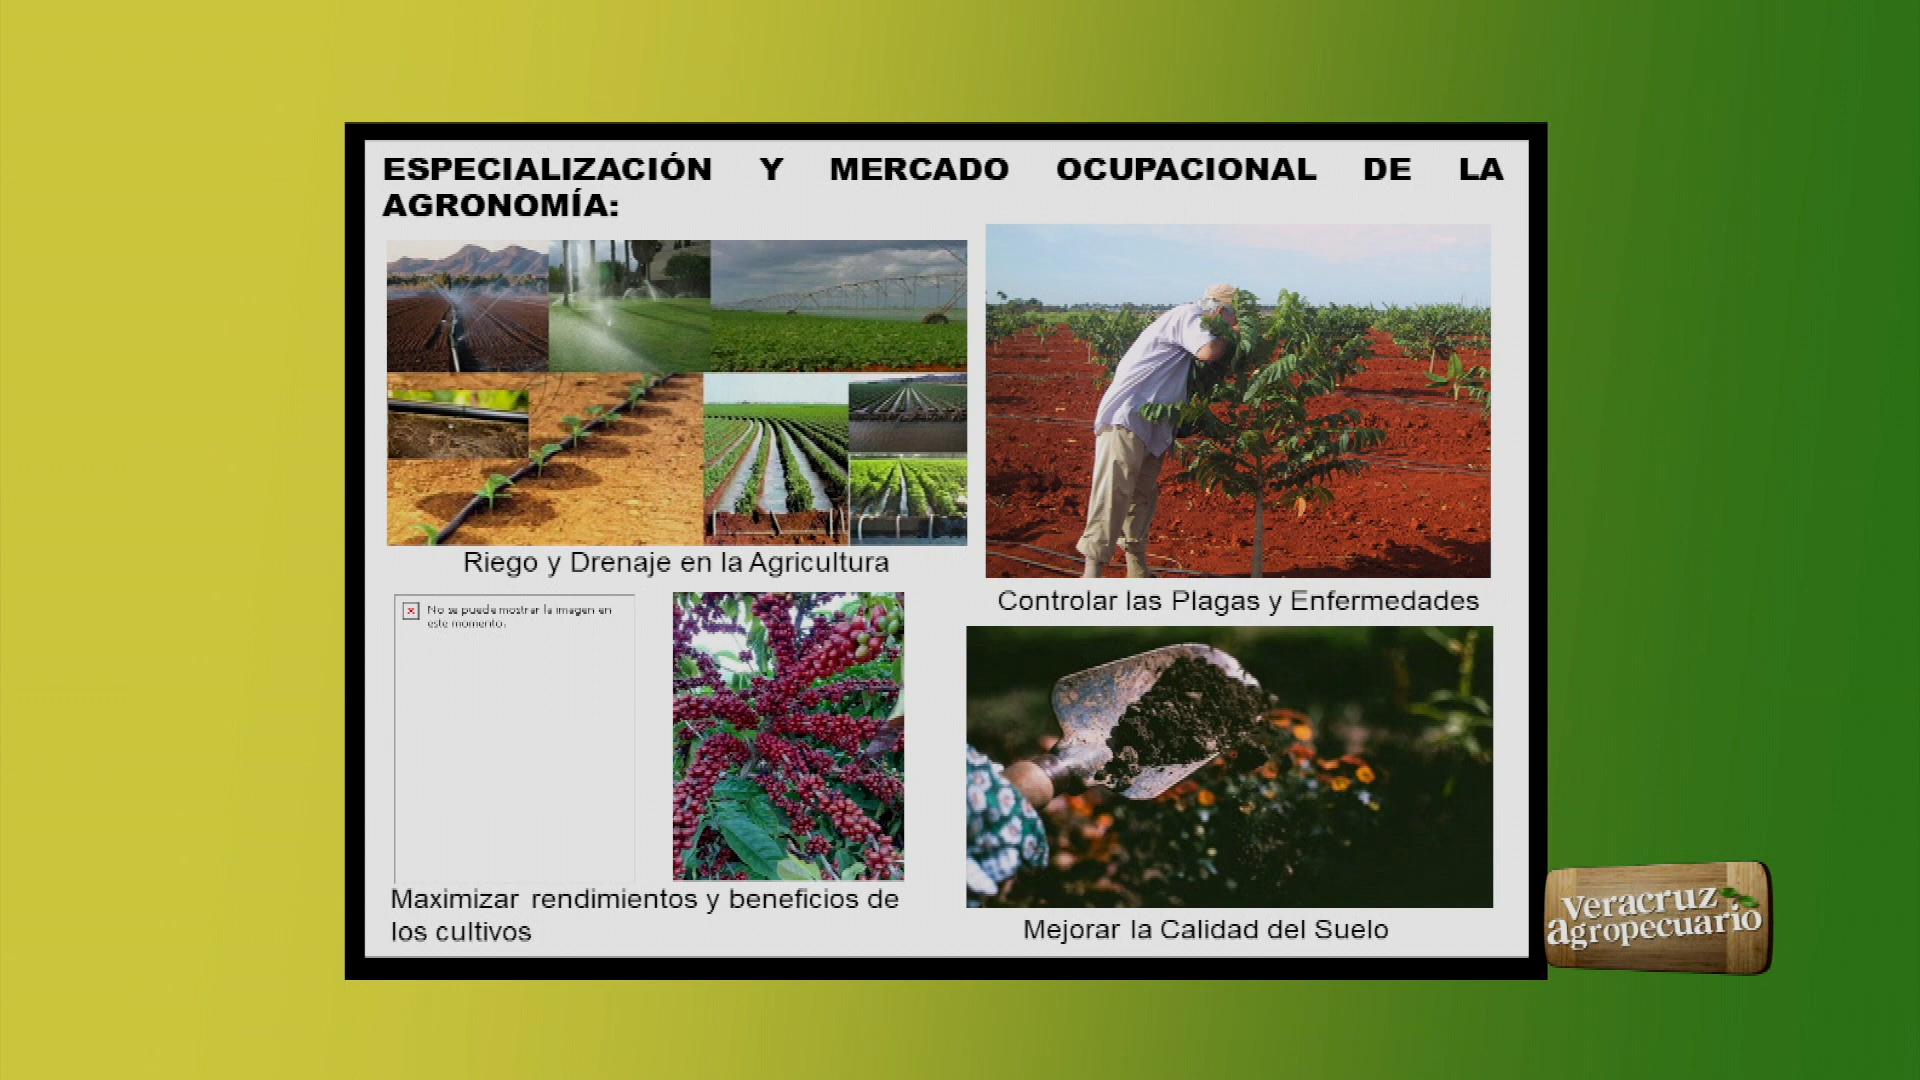 ESPECIALIZACIÓN Y MERCADO OCUPACIONAL DE LA
AGRONOMÍA:
Riego y Drenaje en la Agricultura
Controlar las Plagas y Enfermedades
No se puede mostrar la imagen en
este momento.
Maximizar rendimientos y beneficios de
los cultivos
Mejorar la Calidad del Suelo
Veracruz
agropecuario